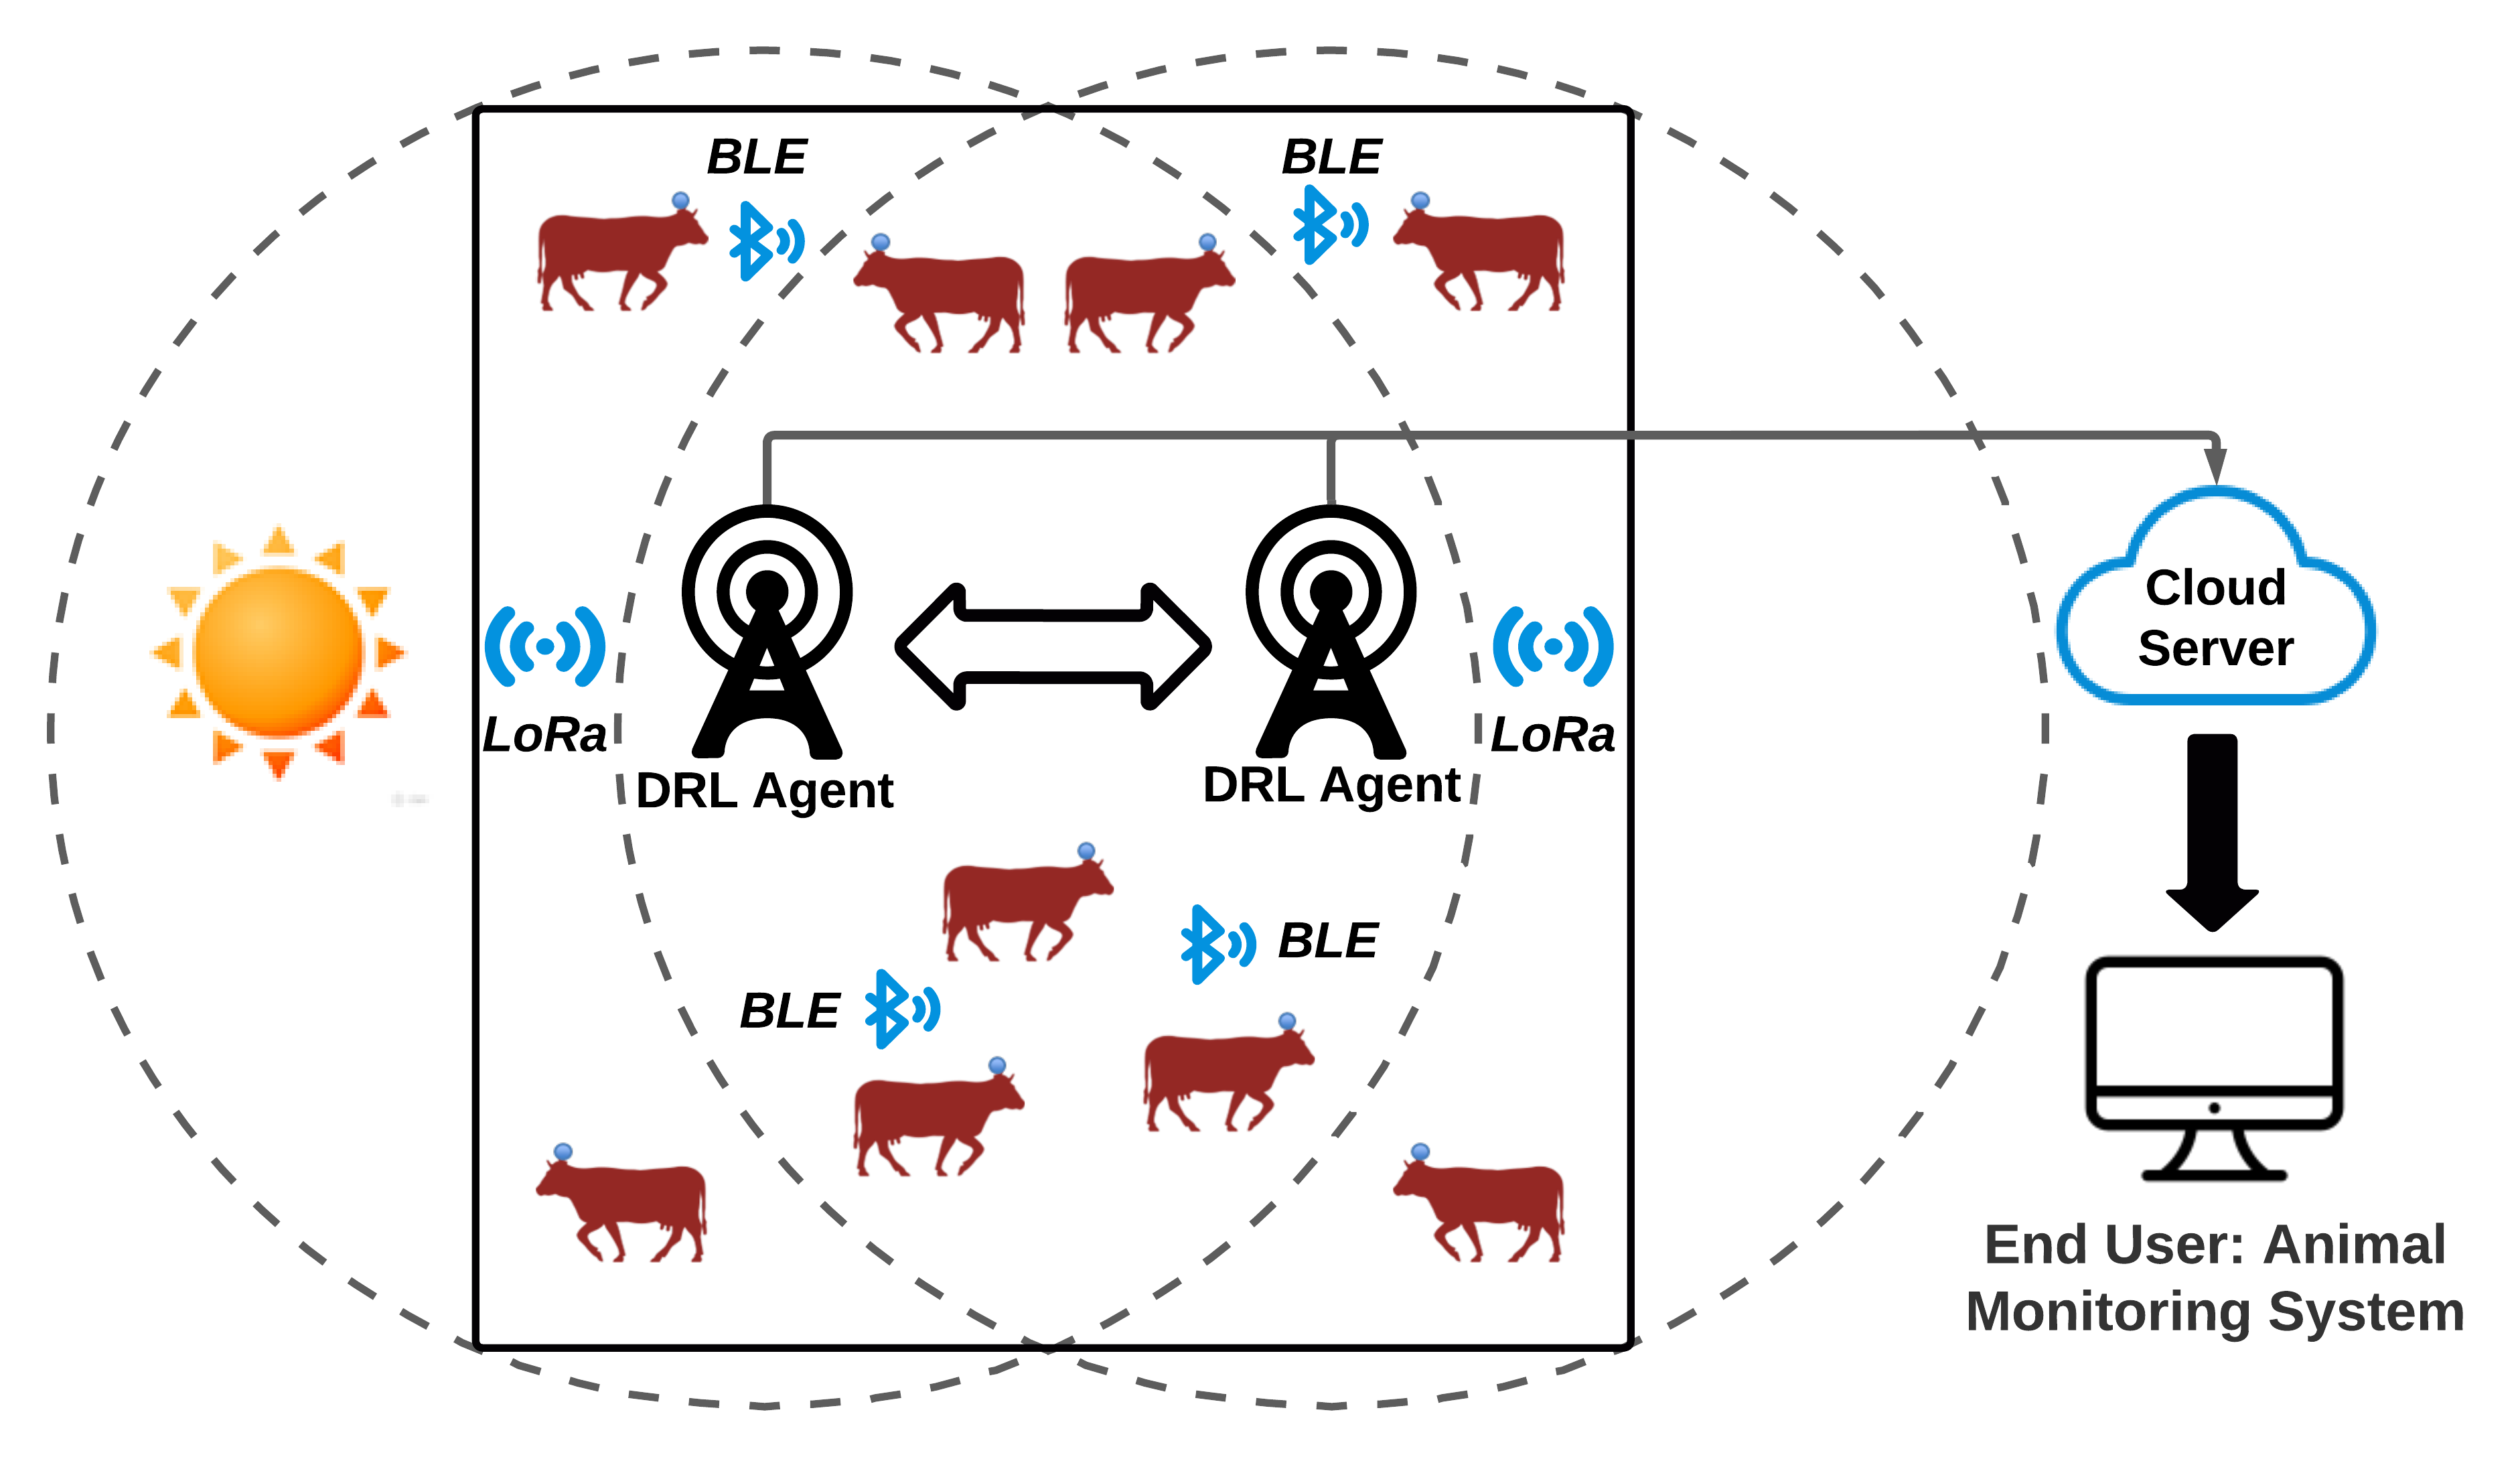 BLE
BLE
LoRa
DRL Agent
DRL Agent
LoRa
Cloud
Server
BLE
BLE
End User: Animal
Monitoring System